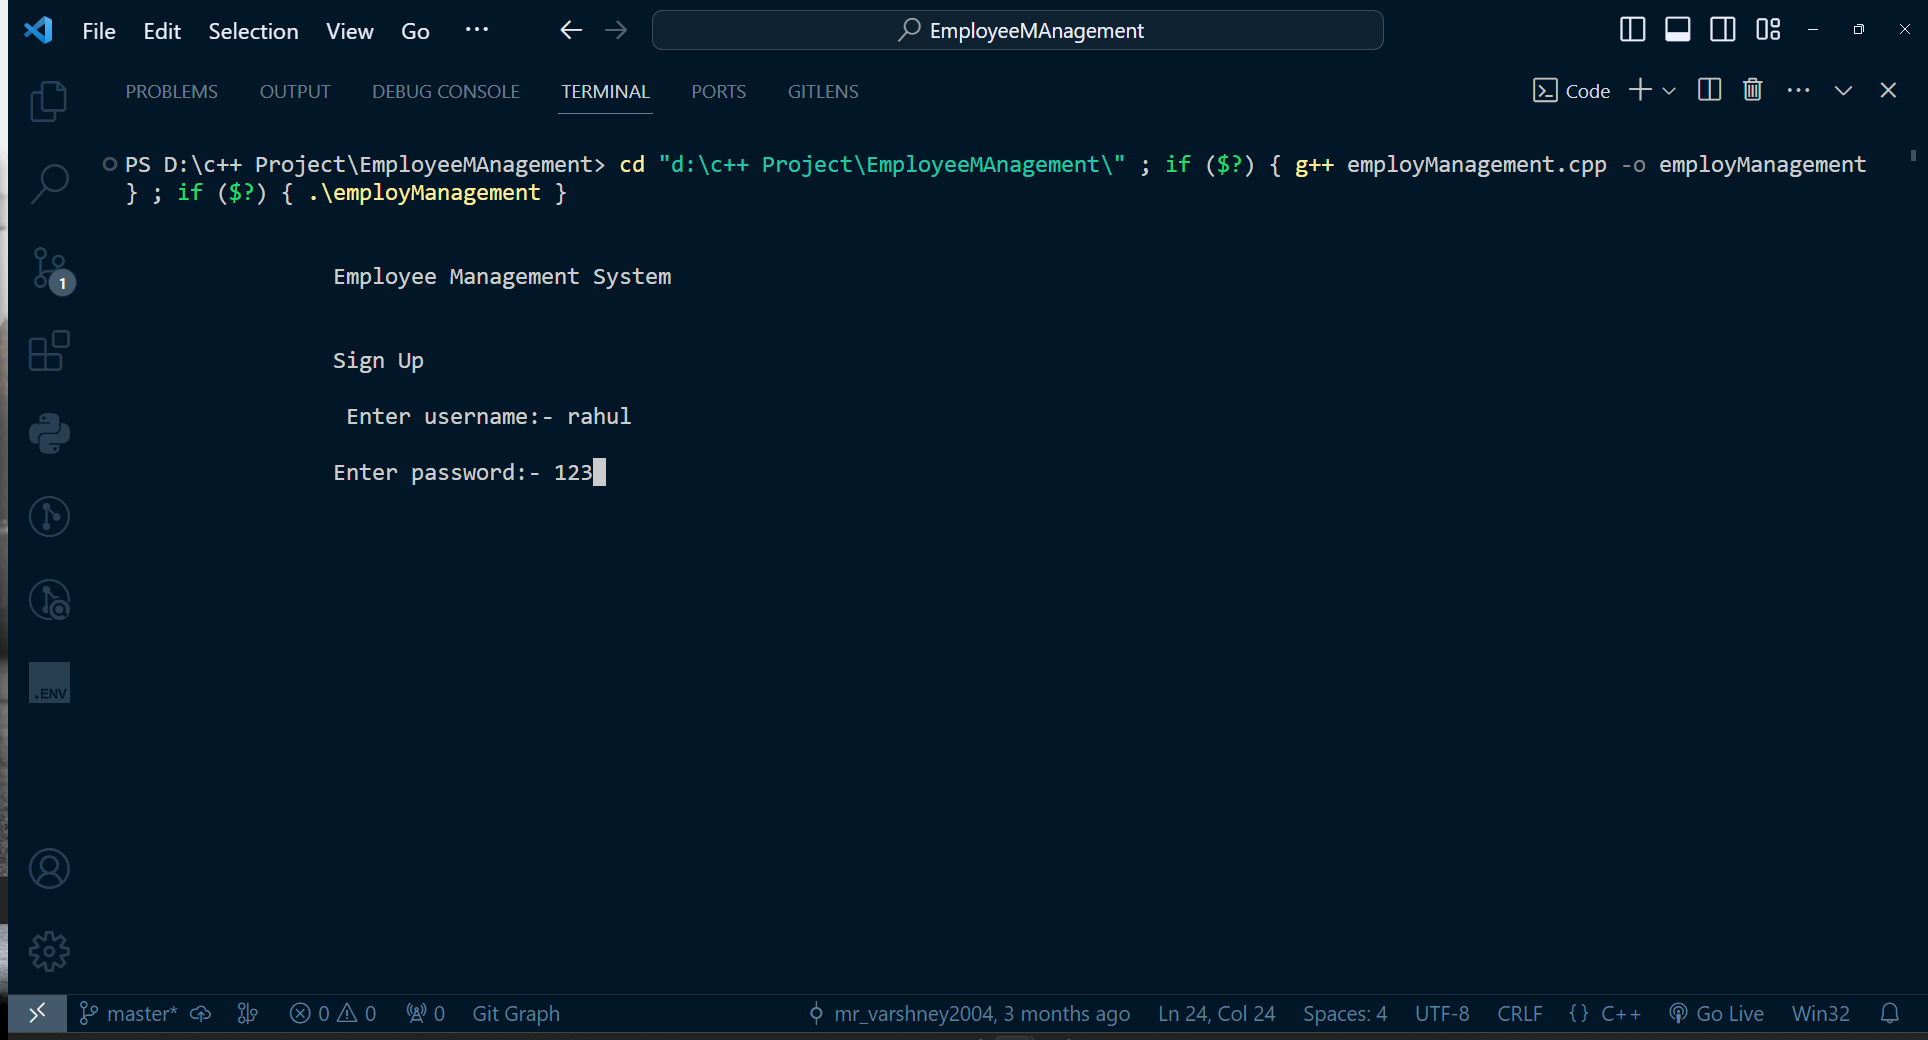 File Edit Selection View Go ··· EmployeeMAnagement
PROBLEMS OUTPUT DEBUG CONSOLE TERMINAL PORTS GITLENS Code
PS D:\c++ Project\EmployeeMAnagement> cd "d:\c++ Project\EmployeeMAnagement\" ; if ($?) { g++ employManagement.cpp -o employManagement
} ; if ($?) { .\employManagement }
Employee Management System
Sign Up
Enter username:- rahul
Enter password:- 123
1
.ENV
master* 0 0 0 Git Graph mr_varshney2004, 3 months ago Ln 24, Col 24 Spaces: 4 UTF-8 CRLF {} C++ Go Live Win32